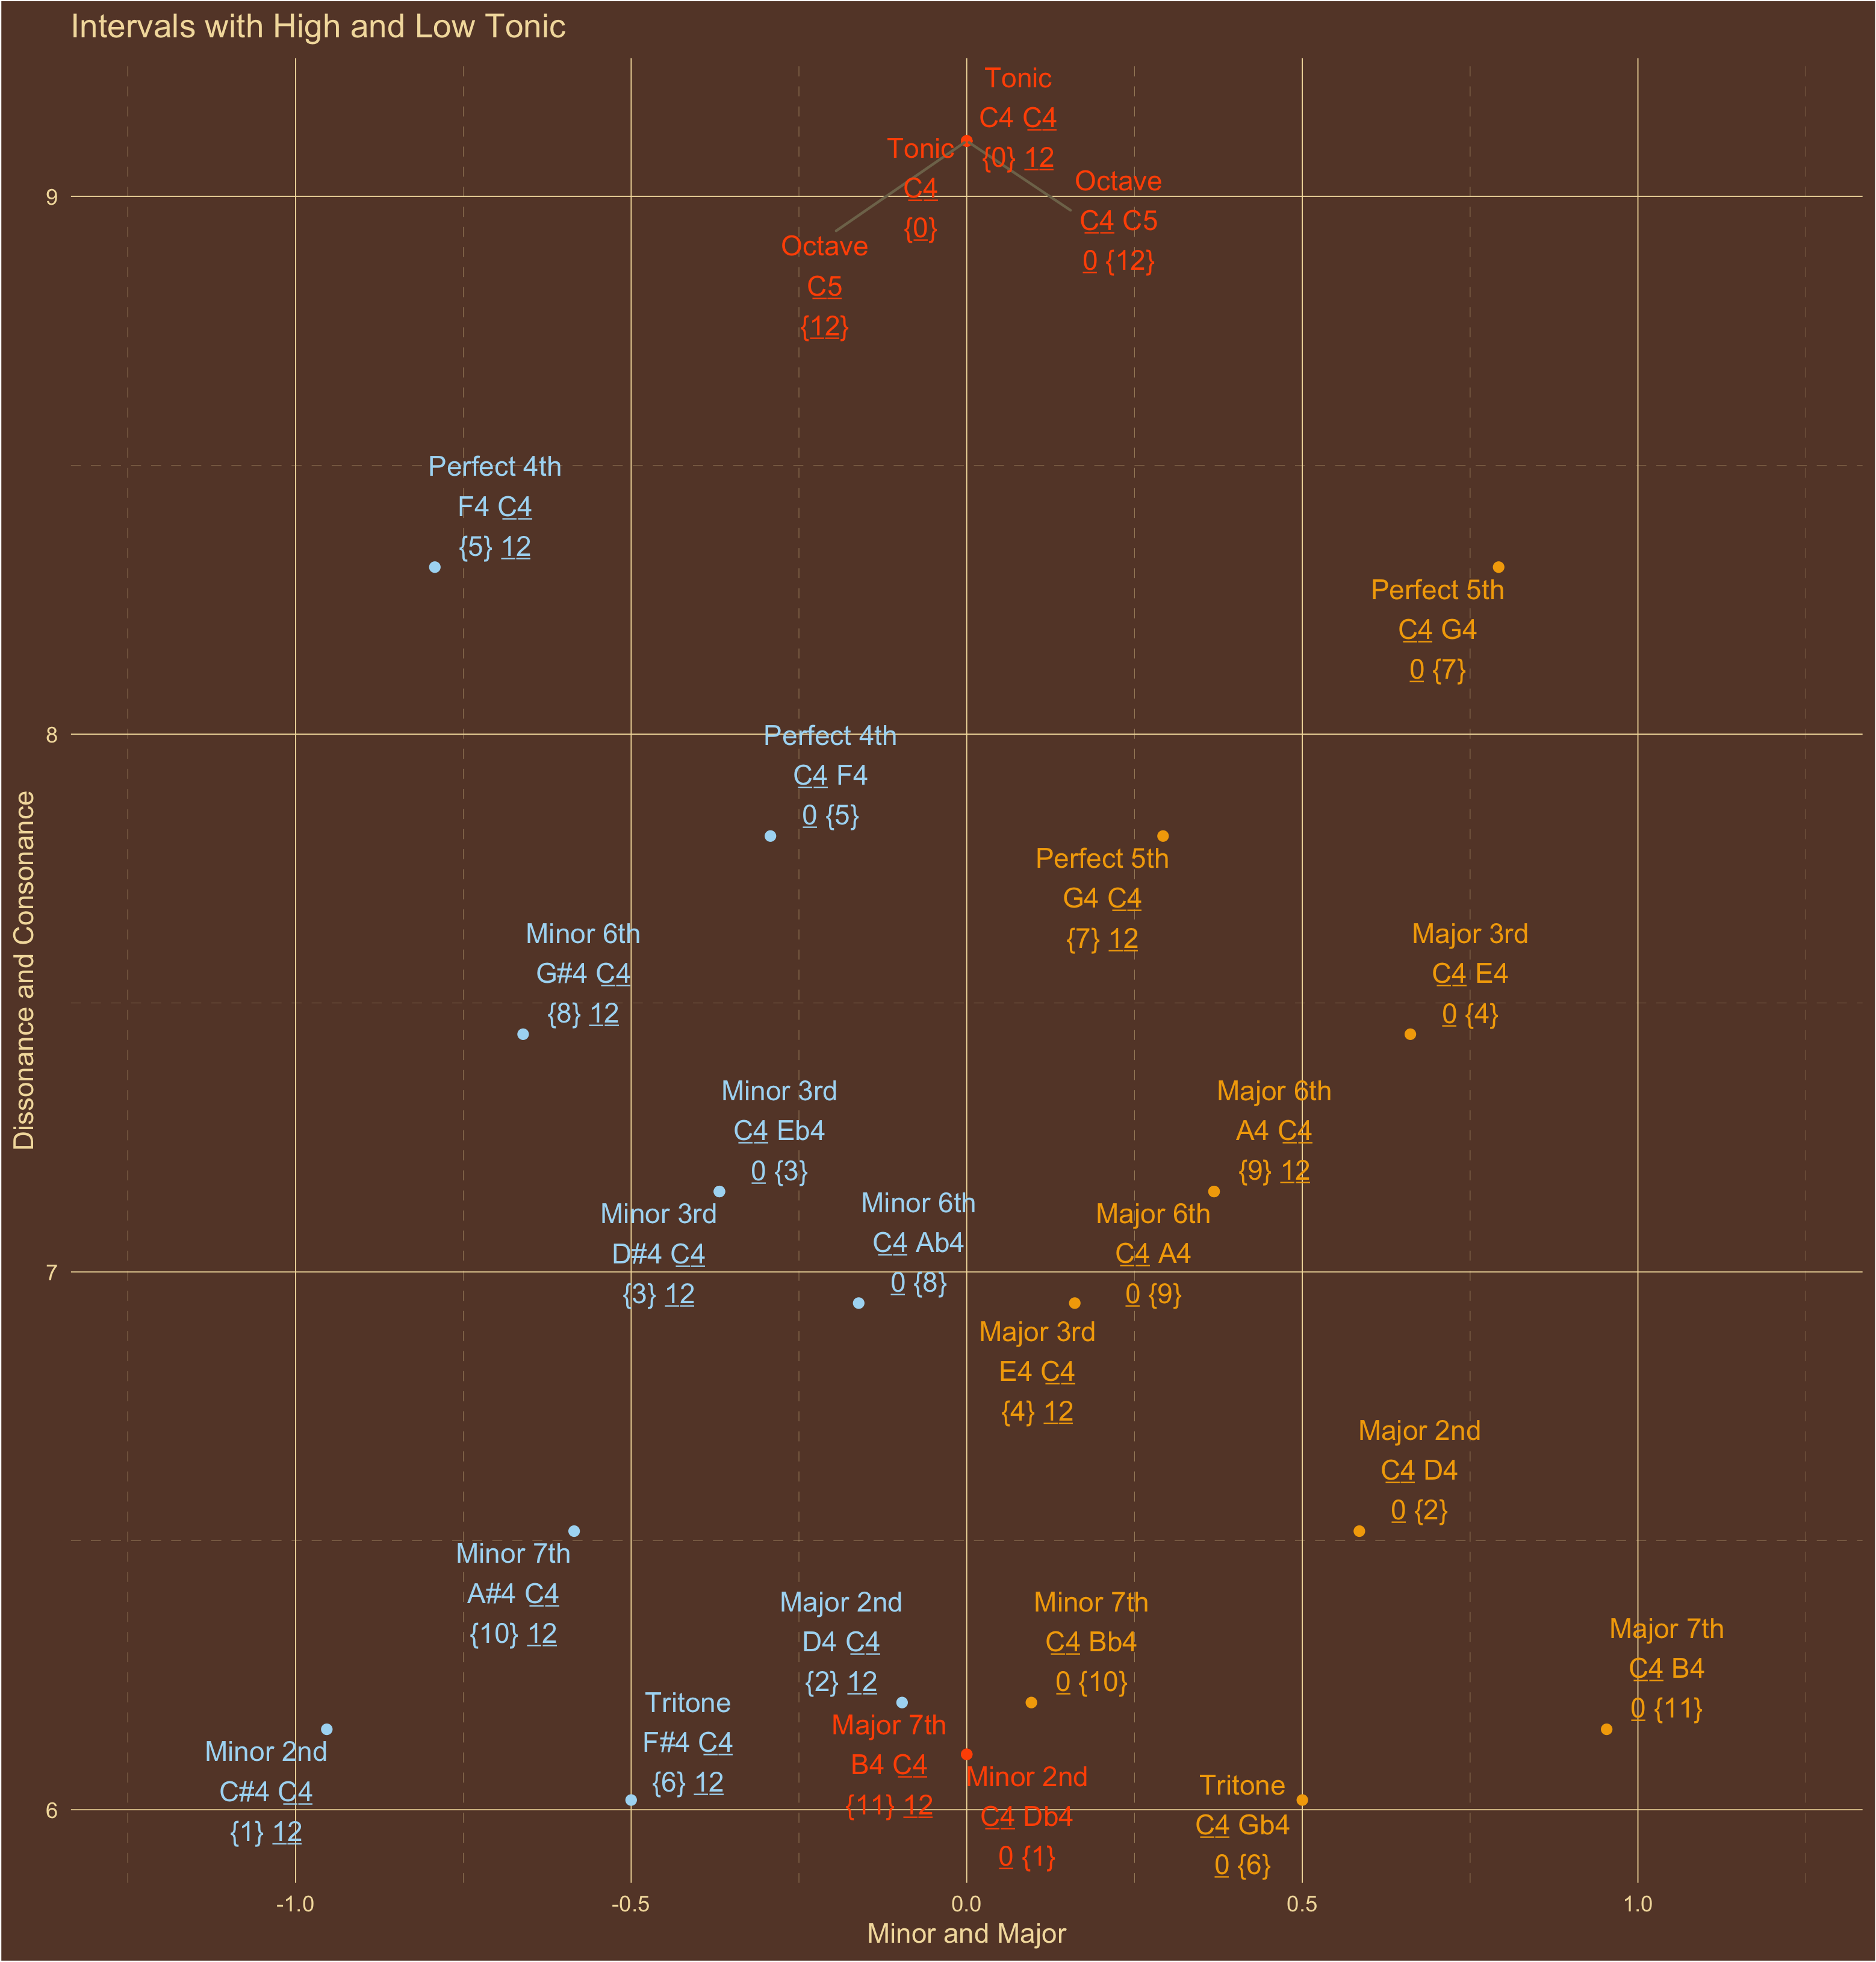 Intervals with High and Low Tonic
Tonic
C4 C4
{0} 12
Tonic
C4
{0}
Octave
C4 C5
0 {12}
Octave
C5
{12}
9
Perfect 4th
F4 C4
{5} 12
Perfect 5th
C4 G4
0 {7}
8
Perfect 4th
C4 F4
0 {5}
Perfect 5th
G4 C4
{7} 12
Minor 6th
G#4 C4
{8} 12
Major 3rd
C4 E4
0 {4}
Minor 3rd
C4 Eb4
0 {3}
Major 6th
A4 C4
{9} 12
Minor 3rd
D#4 C4
{3} 12
Minor 6th
C4 Ab4
0 {8}
Major 6th
C4 A4
0 {9}
7
Major 3rd
E4 C4
{4} 12
Major 2nd
C4 D4
0 {2}
Minor 7th
A#4 C4
{10} 12
Major 2nd
D4 C4
{2} 12
Minor 7th
C4 Bb4
0 {10}
Major 7th
C4 B4
0 {11}
Tritone
F#4 C4
{6} 12
Major 7th
B4 C4
{11} 12
Minor 2nd
C#4 C4
{1} 12
Minor 2nd
C4 Db4
0 {1}
Tritone
C4 Gb4
0 {6}
6
-1.0
-0.5
0.0
0.5
1.0
Minor and Major
Dissonance and Consonance